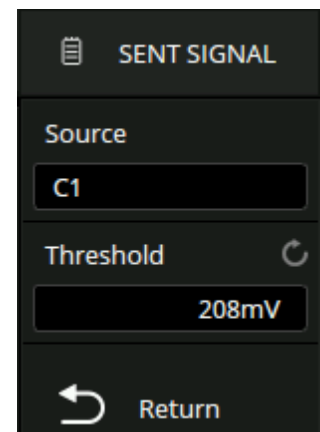 SENT SIGNAL
Source
C1
Threshold
208mV
Return